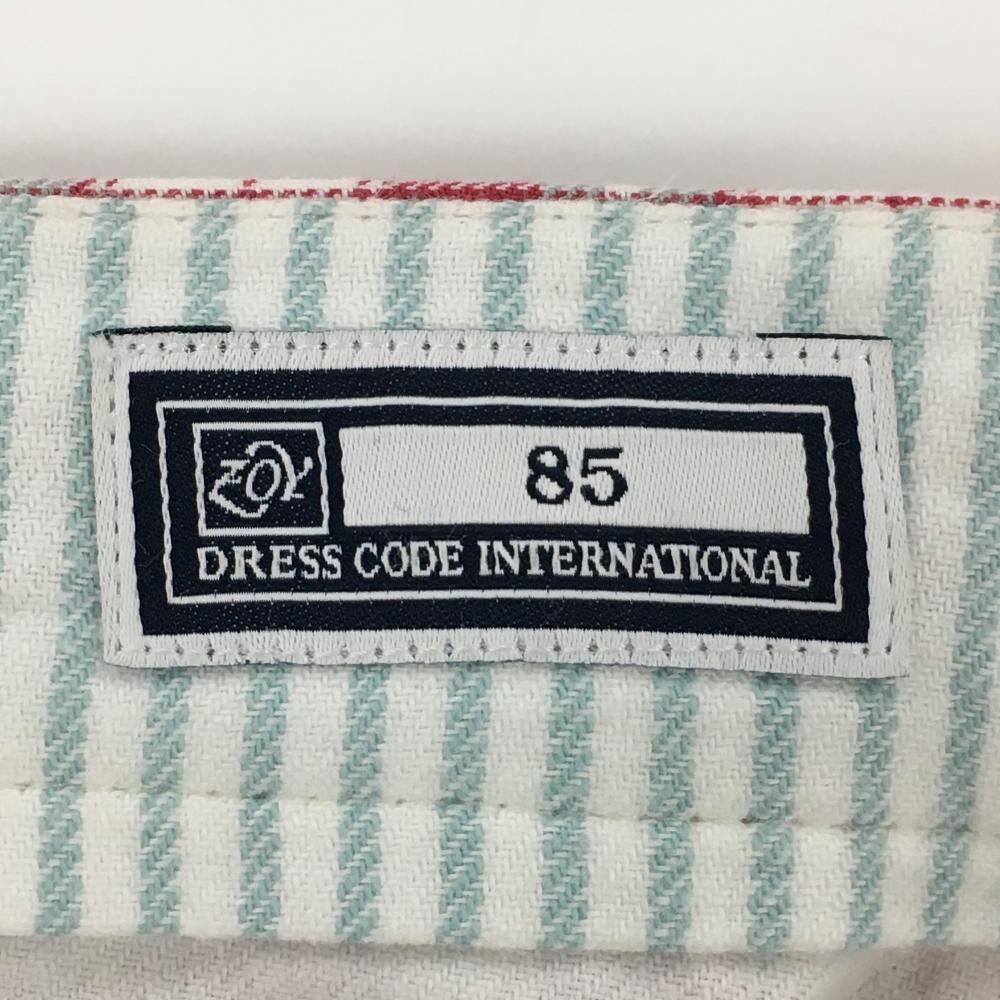 ZOY
85
DRESS CODE INTERNATIONAL